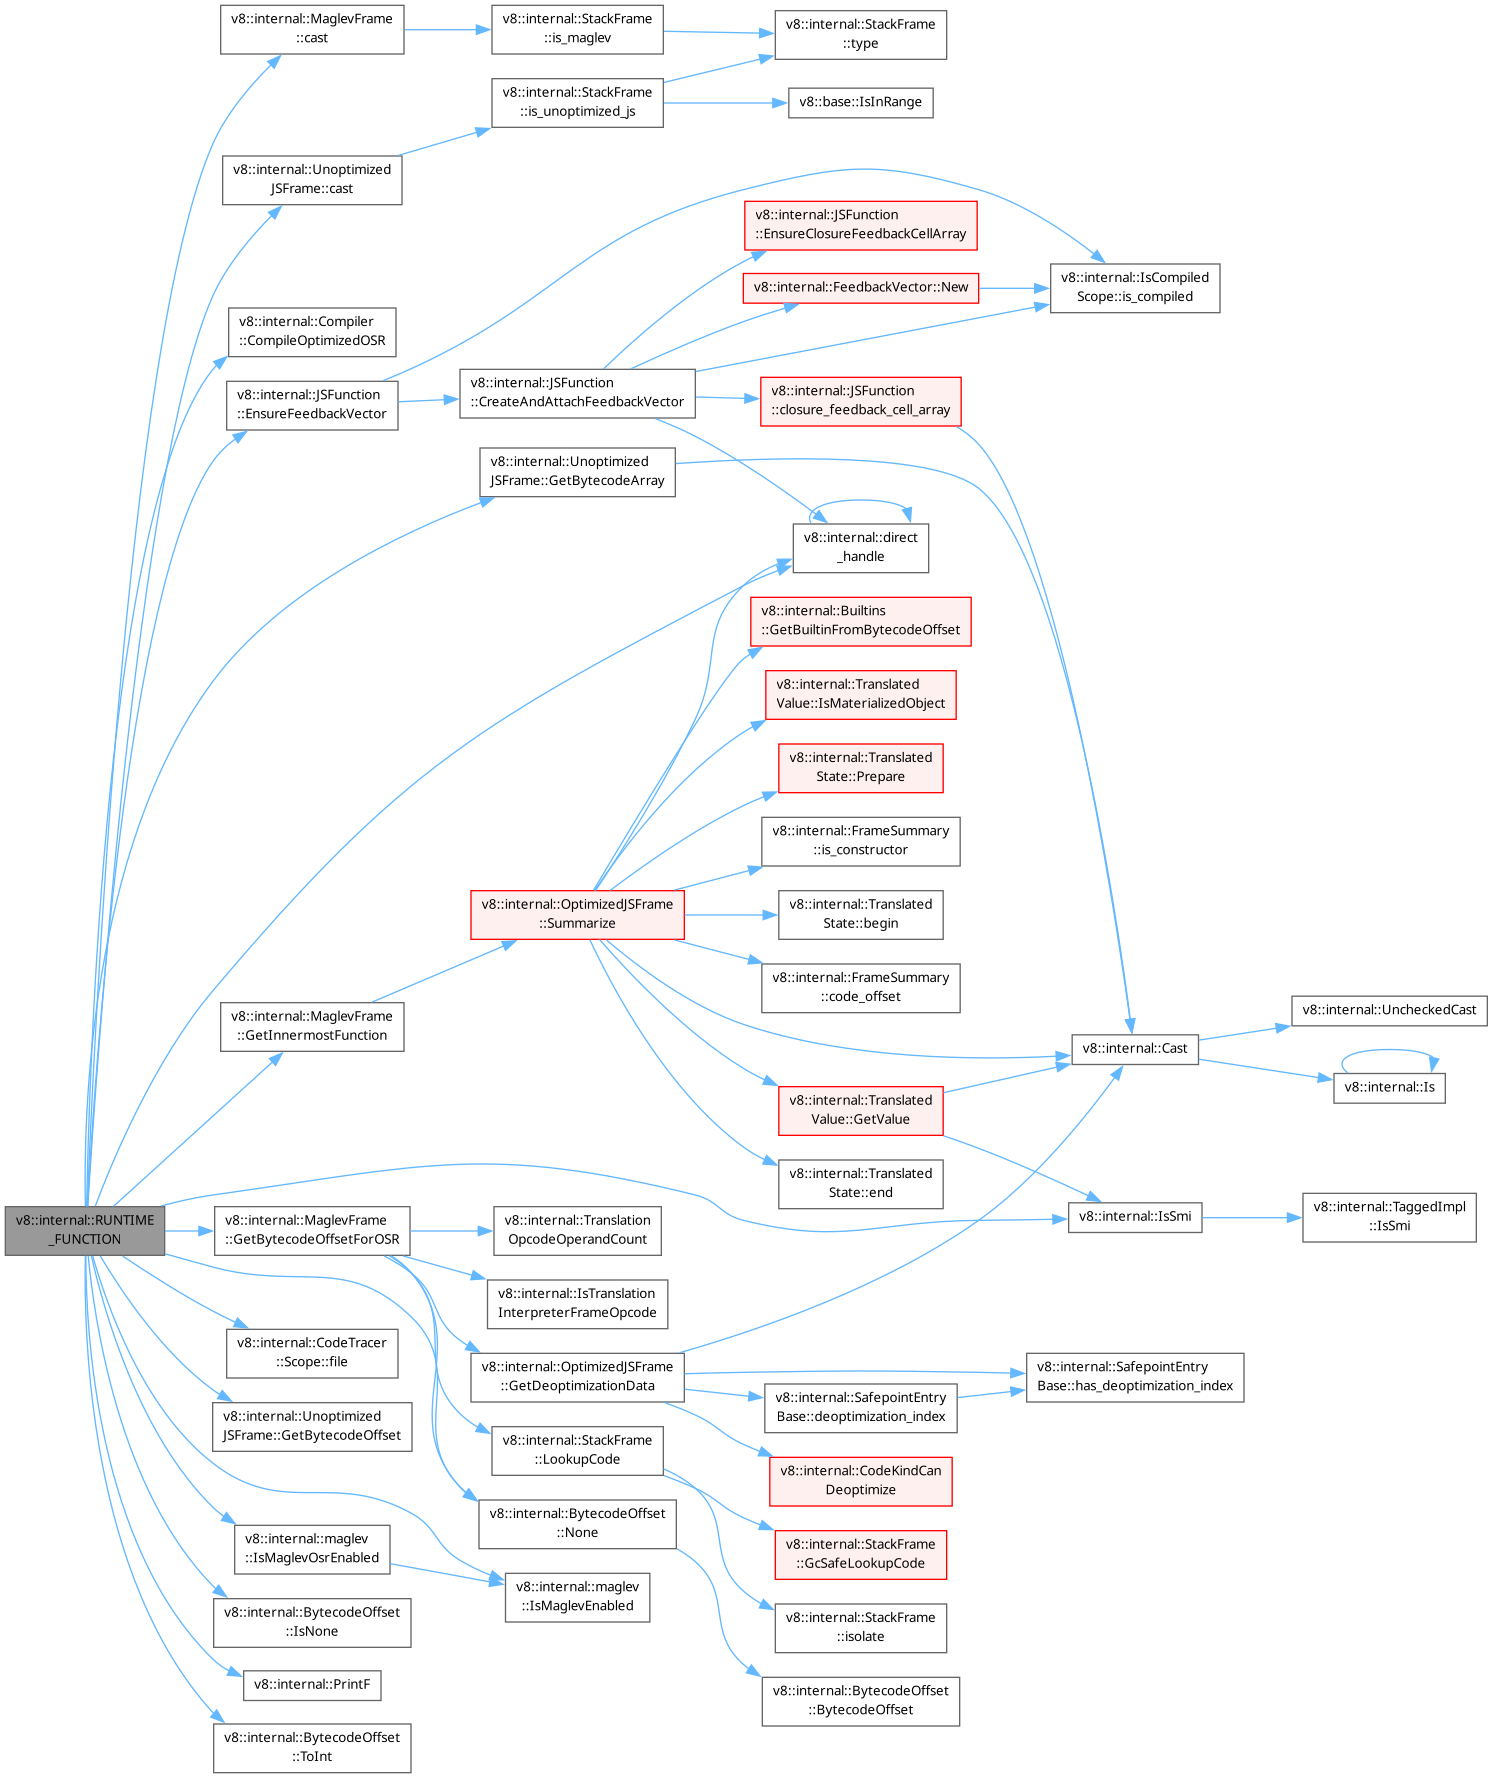 v8::internal::MaglevFrame
::cast
v8::internal::StackFrame
::is_maglev
v8::internal::StackFrame
::type
v8::internal::StackFrame
::is_unoptimized_js
v8::base::IsInRange
v8::internal::Unoptimized
JSFrame::cast
v8::internal::JSFunction
::EnsureClosureFeedbackCellArray
v8::internal::FeedbackVector::New
v8::internal::IsCompiled
Scope::is_compiled
v8::internal::Compiler
::CompileOptimizedOSR
v8::internal::JSFunction
::EnsureFeedbackVector
v8::internal::JSFunction
::CreateAndAttachFeedbackVector
v8::internal::JSFunction
::closure_feedback_cell_array
v8::internal::Unoptimized
JSFrame::GetBytecodeArray
v8::internal::direct
_handle
v8::internal::Builtins
::GetBuiltinFromBytecodeOffset
v8::internal::Translated
Value::IsMaterializedObject
v8::internal::Translated
State::Prepare
v8::internal::FrameSummary
::is_constructor
v8::internal::OptimizedJSFrame
::Summarize
v8::internal::Translated
State::begin
v8::internal::FrameSummary
::code_offset
v8::internal::MaglevFrame
::GetInnermostFunction
v8::internal::Cast
v8::internal::UncheckedCast
v8::internal::Is
v8::internal::Translated
Value::GetValue
v8::internal::Translated
State::end
v8::internal::RUNTIME
_FUNCTION
v8::internal::MaglevFrame
::GetBytecodeOffsetForOSR
v8::internal::Translation
OpcodeOperandCount
v8::internal::IsSmi
v8::internal::TaggedImpl
::IsSmi
v8::internal::IsTranslation
InterpreterFrameOpcode
v8::internal::CodeTracer
::Scope::file
v8::internal::OptimizedJSFrame
::GetDeoptimizationData
v8::internal::SafepointEntry
Base::deoptimization_index
v8::internal::SafepointEntry
Base::has_deoptimization_index
v8::internal::Unoptimized
JSFrame::GetBytecodeOffset
v8::internal::StackFrame
::LookupCode
v8::internal::CodeKindCan
Deoptimize
v8::internal::BytecodeOffset
::None
v8::internal::StackFrame
::GcSafeLookupCode
v8::internal::maglev
::IsMaglevOsrEnabled
v8::internal::maglev
::IsMaglevEnabled
v8::internal::StackFrame
::isolate
v8::internal::BytecodeOffset
::IsNone
v8::internal::PrintF
v8::internal::BytecodeOffset
::BytecodeOffset
v8::internal::BytecodeOffset
::ToInt